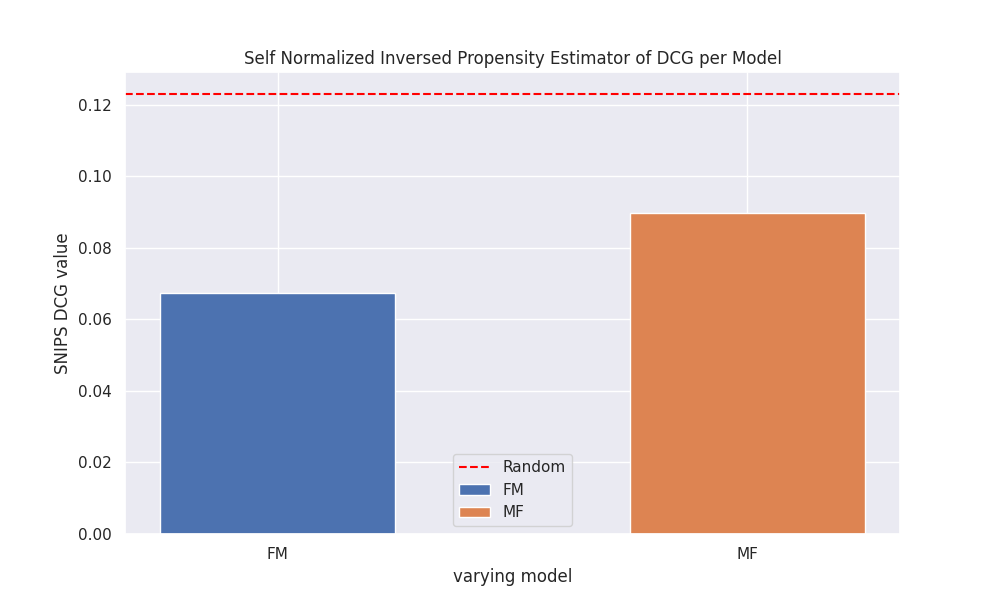 Self Normalized Inversed Propensity Estimator of DCG per Model
SNIPS DCG value
0.12
0.10
0.08
0.06
0.04
0.02
0.00
Random
FM
MF
FM
MF
varying model